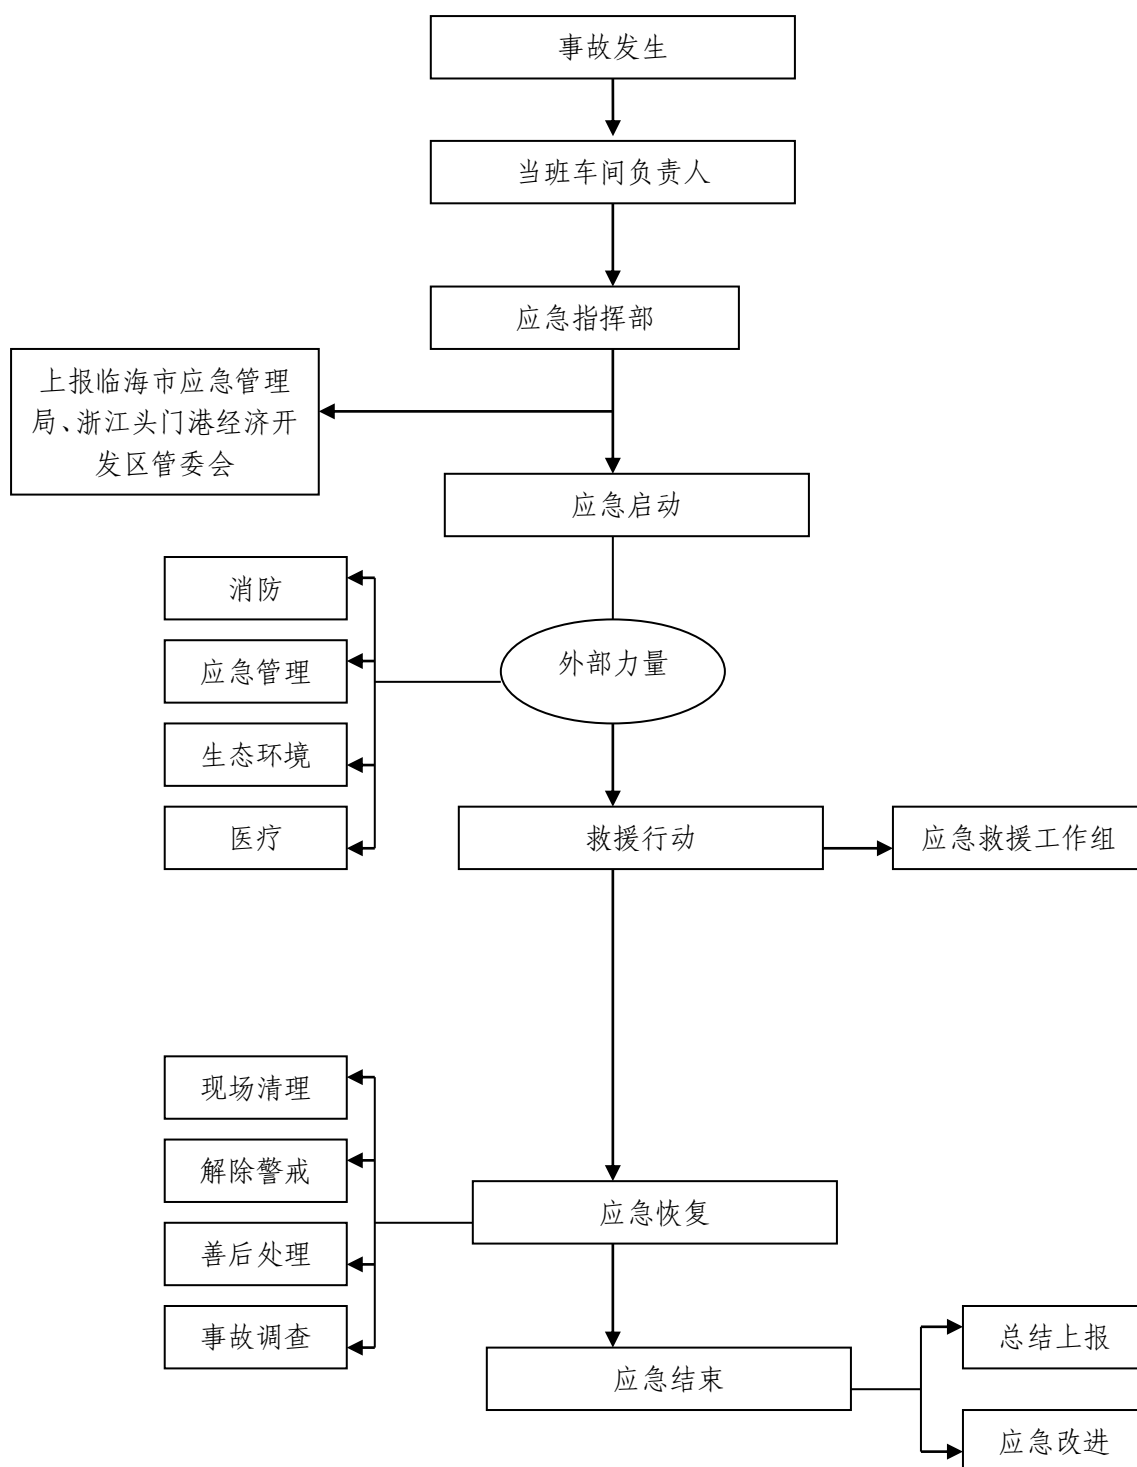 事故发生
当班车间负责人
应急指挥部
上报临海市应急管理
局、浙江头门港经济开
发区管委会
应急启动
消防
应急管理
生态环境
医疗
外部力量
救援行动
应急救援工作组
现场清理
解除警戒
善后处理
事故调查
应急恢复
应急结束
总结上报
应急改进